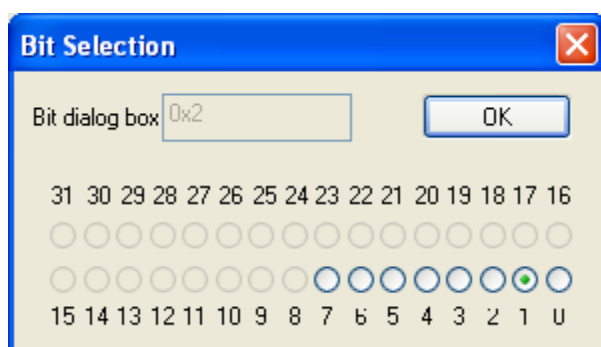 Bit Selection
Bit dialog box 0x2 OK
31 30 29 28 27 26 25 24 23 22 21 20 19 18 17 16
15 14 13 12 11 10 9 8 7 6 5 4 3 2 1 0